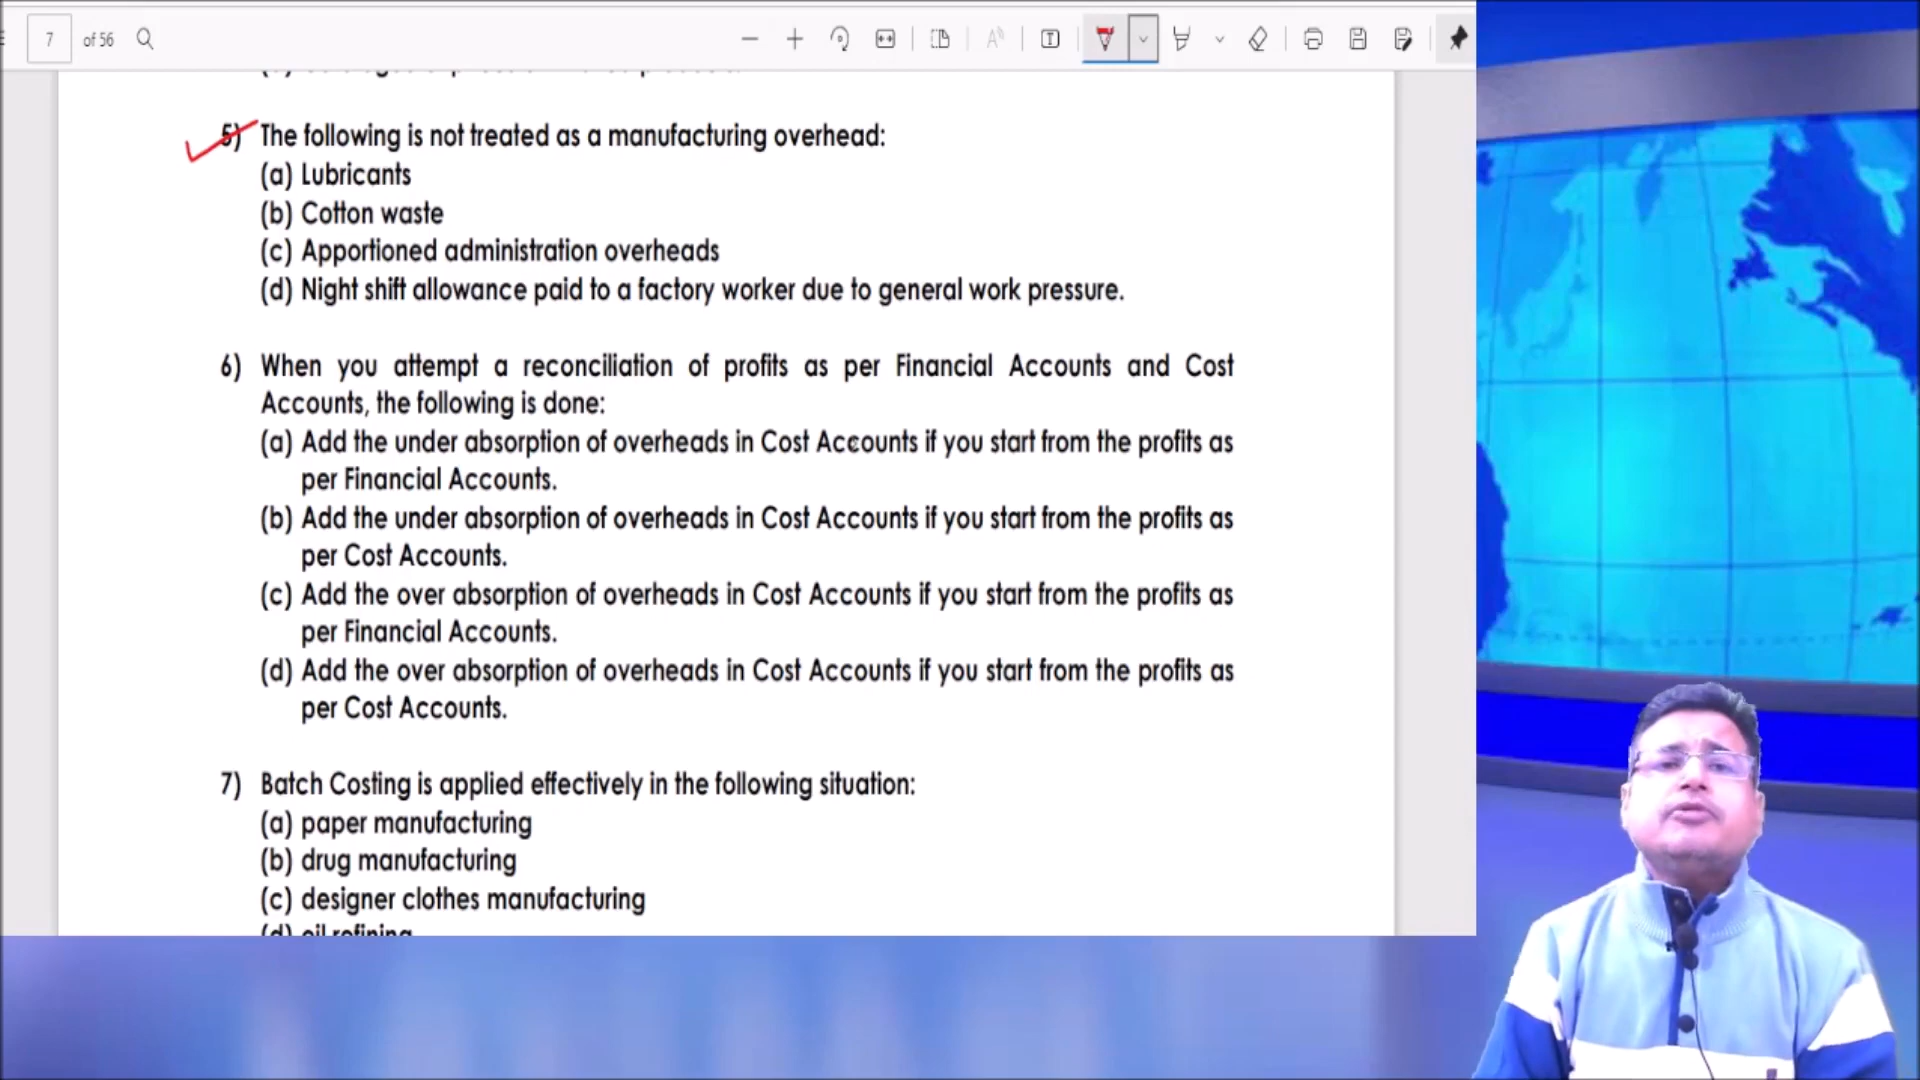 7 of 56
5) The following is not treated as a manufacturing overhead:
(a) Lubricants
(b) Cotton waste
(c) Apportioned administration overheads
(d) Night shift allowance paid to a factory worker due to general work pressure.
6) When you attempt a reconciliation of profits as per Financial Accounts and Cost
Accounts, the following is done:
(a) Add the under absorption of overheads in Cost Accounts if you start from the profits as
per Financial Accounts.
(b) Add the under absorption of overheads in Cost Accounts if you start from the profits as
per Cost Accounts.
(c) Add the over absorption of overheads in Cost Accounts if you start from the profits as
per Financial Accounts.
(d) Add the over absorption of overheads in Cost Accounts if you start from the profits as
per Cost Accounts.
7) Batch Costing is applied effectively in the following situation:
(a) paper manufacturing
(b) drug manufacturing
(c) designer clothes manufacturing
(d) oil refining